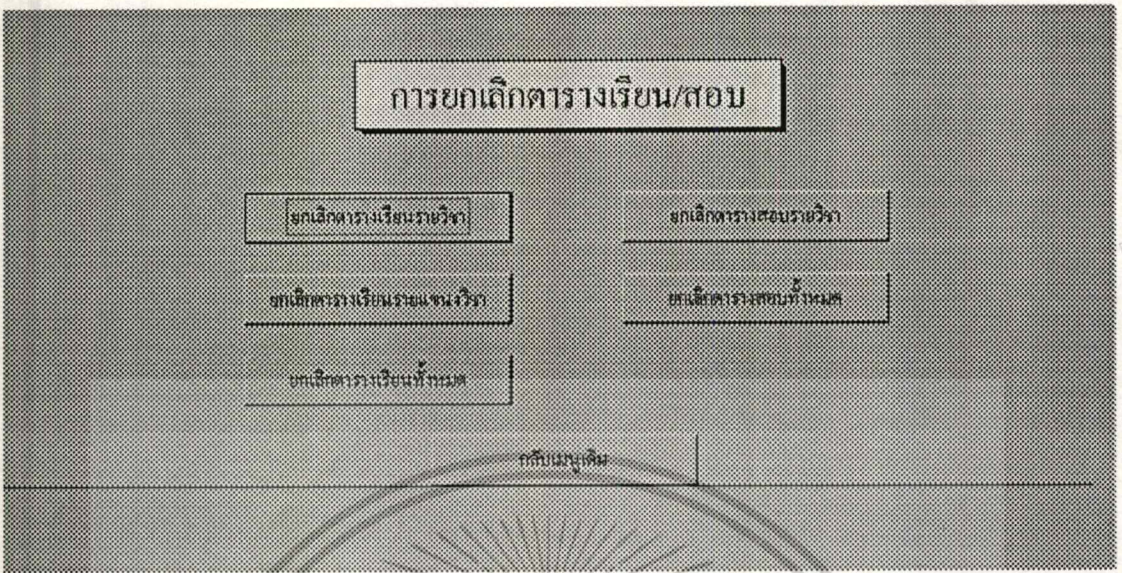 การยกเลิกตารางเรียน/สอบ
ยกเลิกตารางเรียนรายวิชา
ยกเลิกตารางสอบรายวิชา
ยกเลิกตารางเรียนรายแขนงวิชา
ยกเลิกตารางสอบทั้งหมด
ยกเลิกตารางเรียนทั้งหมด
กลับเมนูเดิม